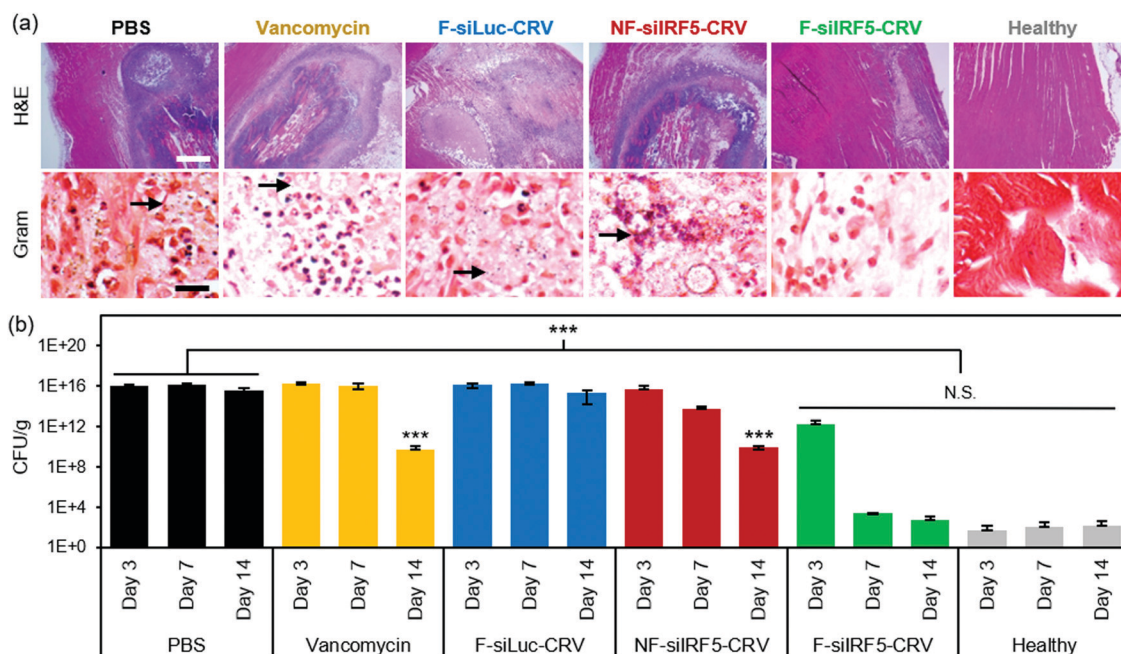 (a)
PBS Vancomycin F-siLuc-CRV NF-siIRF5-CRV F-siIRF5-CRV Healthy
H&E
Gram
(b)
***
1E+20
1E+16
1E+12
1E+8
1E+4
1E+0
CFU/g
***
***
N.S.
Day 3 Day 7 Day 14 Day 3 Day 7 Day 14 Day 3 Day 7 Day 14 Day 3 Day 7 Day 14 Day 3 Day 7 Day 14 Day 3 Day 7 Day 14
PBS Vancomycin F-siLuc-CRV NF-siIRF5-CRV F-siIRF5-CRV Healthy